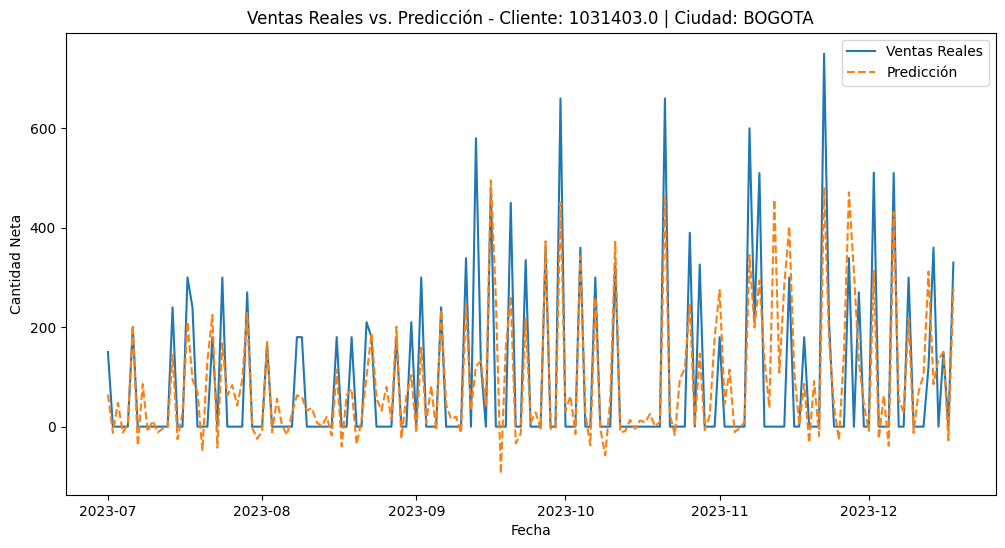 Ventas Reales vs. Predicción - Cliente: 1031403.0 | Ciudad: BOGOTA
Ventas Reales
Predicción
Cantidad Neta
600
400
200
0
2023-07 2023-08 2023-09 2023-10 2023-11 2023-12
Fecha